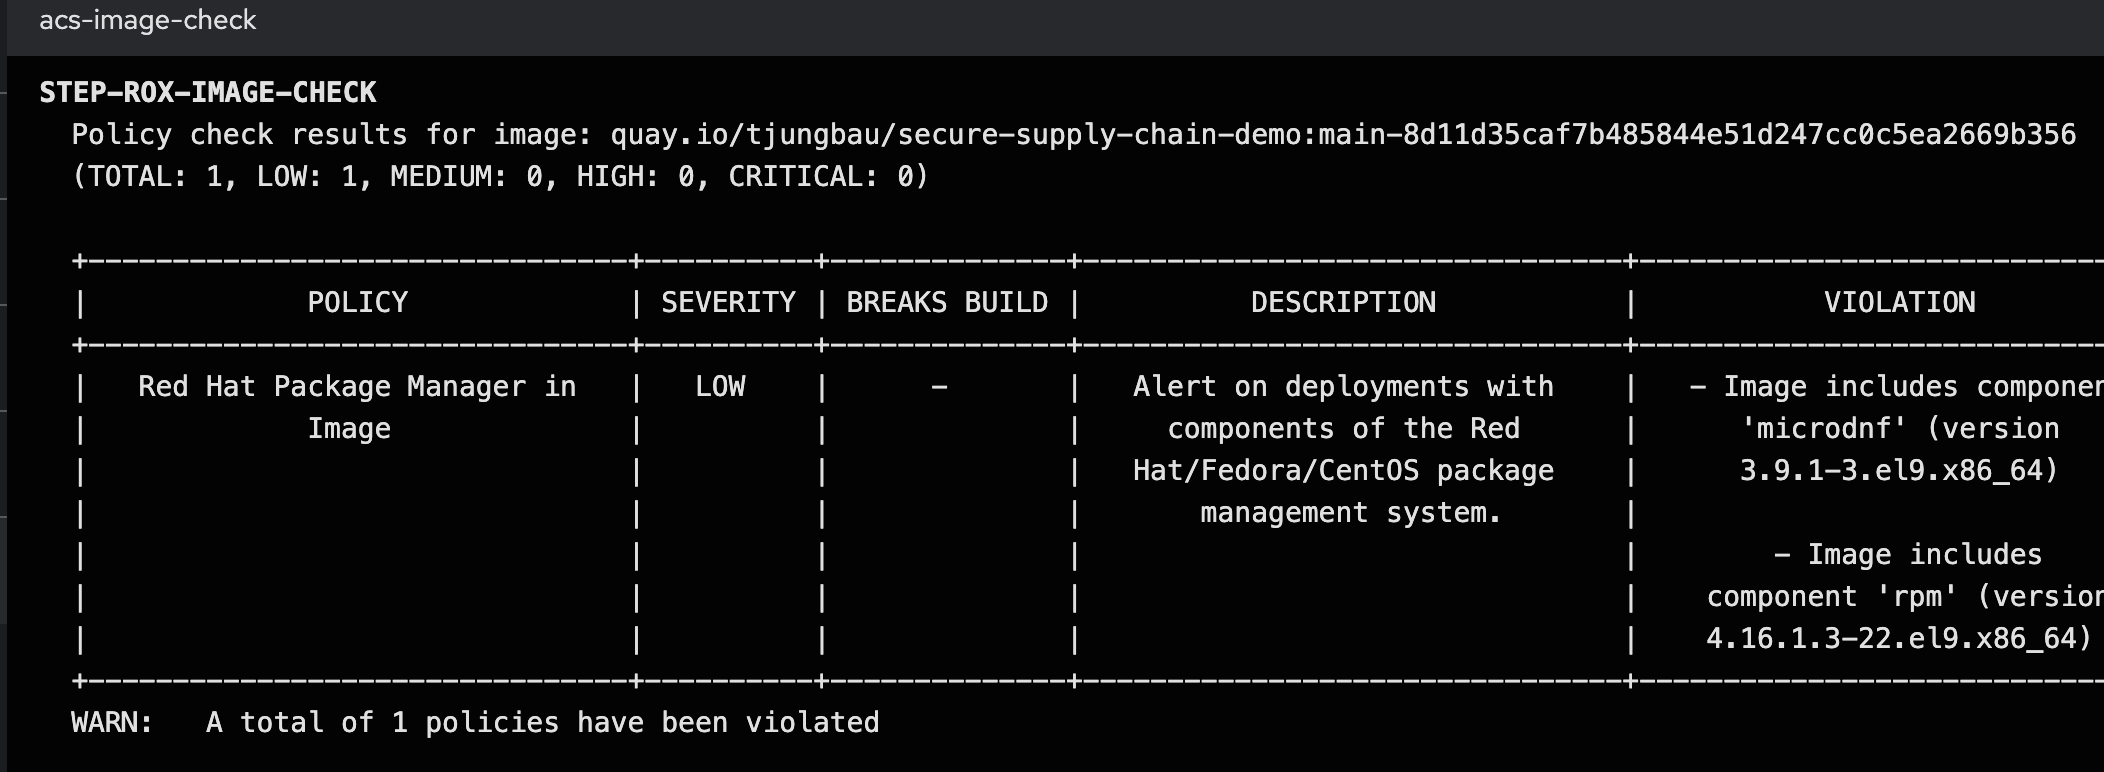 acs-image-check
STEP-ROX-IMAGE-CHECK
Policy check results for image: quay.io/tjungbau/secure-supply-chain-demo:main-8d11d35caf7b485844e51d247cc0c5ea2669b356
(TOTAL: 1, LOW: 1, MEDIUM: 0, HIGH: 0, CRITICAL: 0)
+--------------------------------+----------+--------------+--------------------------------+----------------------------
| POLICY | SEVERITY | BREAKS BUILD | DESCRIPTION | VIOLATION
+--------------------------------+----------+--------------+--------------------------------+----------------------------
| Red Hat Package Manager in | LOW | - | Alert on deployments with | - Image includes componen
| Image | | | components of the Red | 'microdnf' (version
| | | | Hat/Fedora/CentOS package | 3.9.1-3.el9.x86_64)
| | | | management system. |
| | | | | - Image includes
| | | | | component 'rpm' (version
| | | | | 4.16.1.3-22.el9.x86_64)
+--------------------------------+----------+--------------+--------------------------------+----------------------------
WARN: A total of 1 policies have been violated